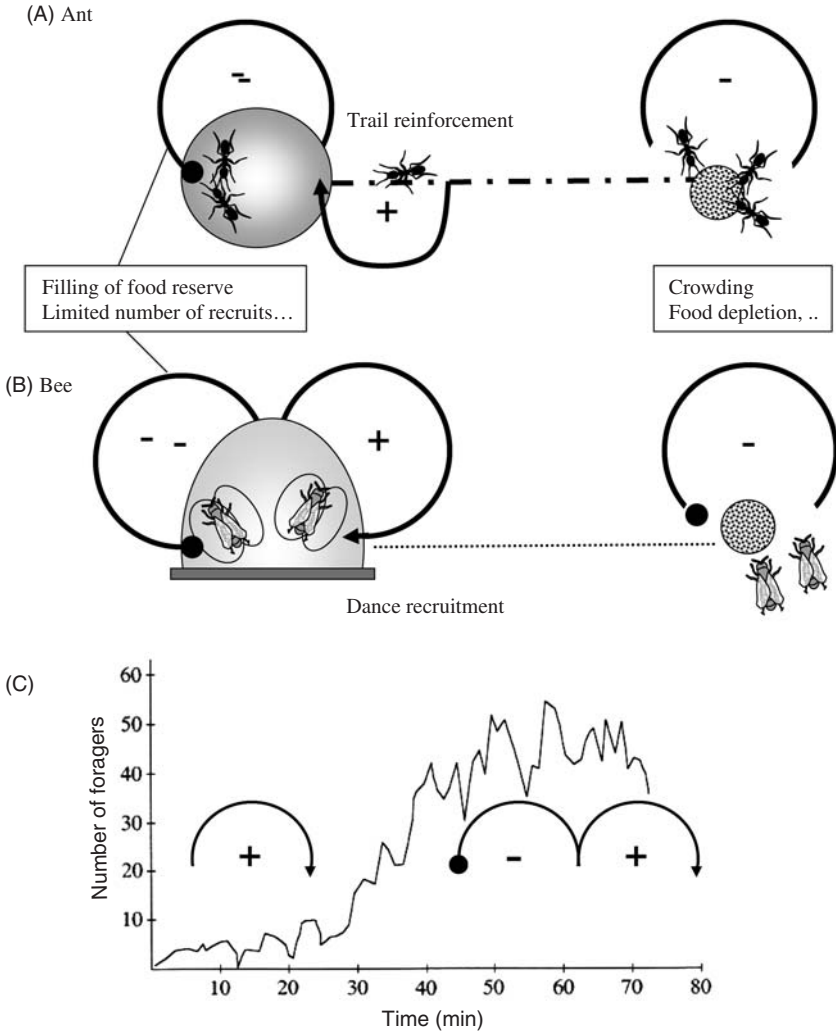 (A) Ant
- -
-
Trail reinforcement
+
Filling of food reserve
Limited number of recruits…
Crowding
Food depletion, ..
(B) Bee
- -
+
-
Dance recruitment
(C)
Number of foragers
60
50
40
30
20
10
+
-
+
10 20 30 40 50 60 70 80
Time (min)